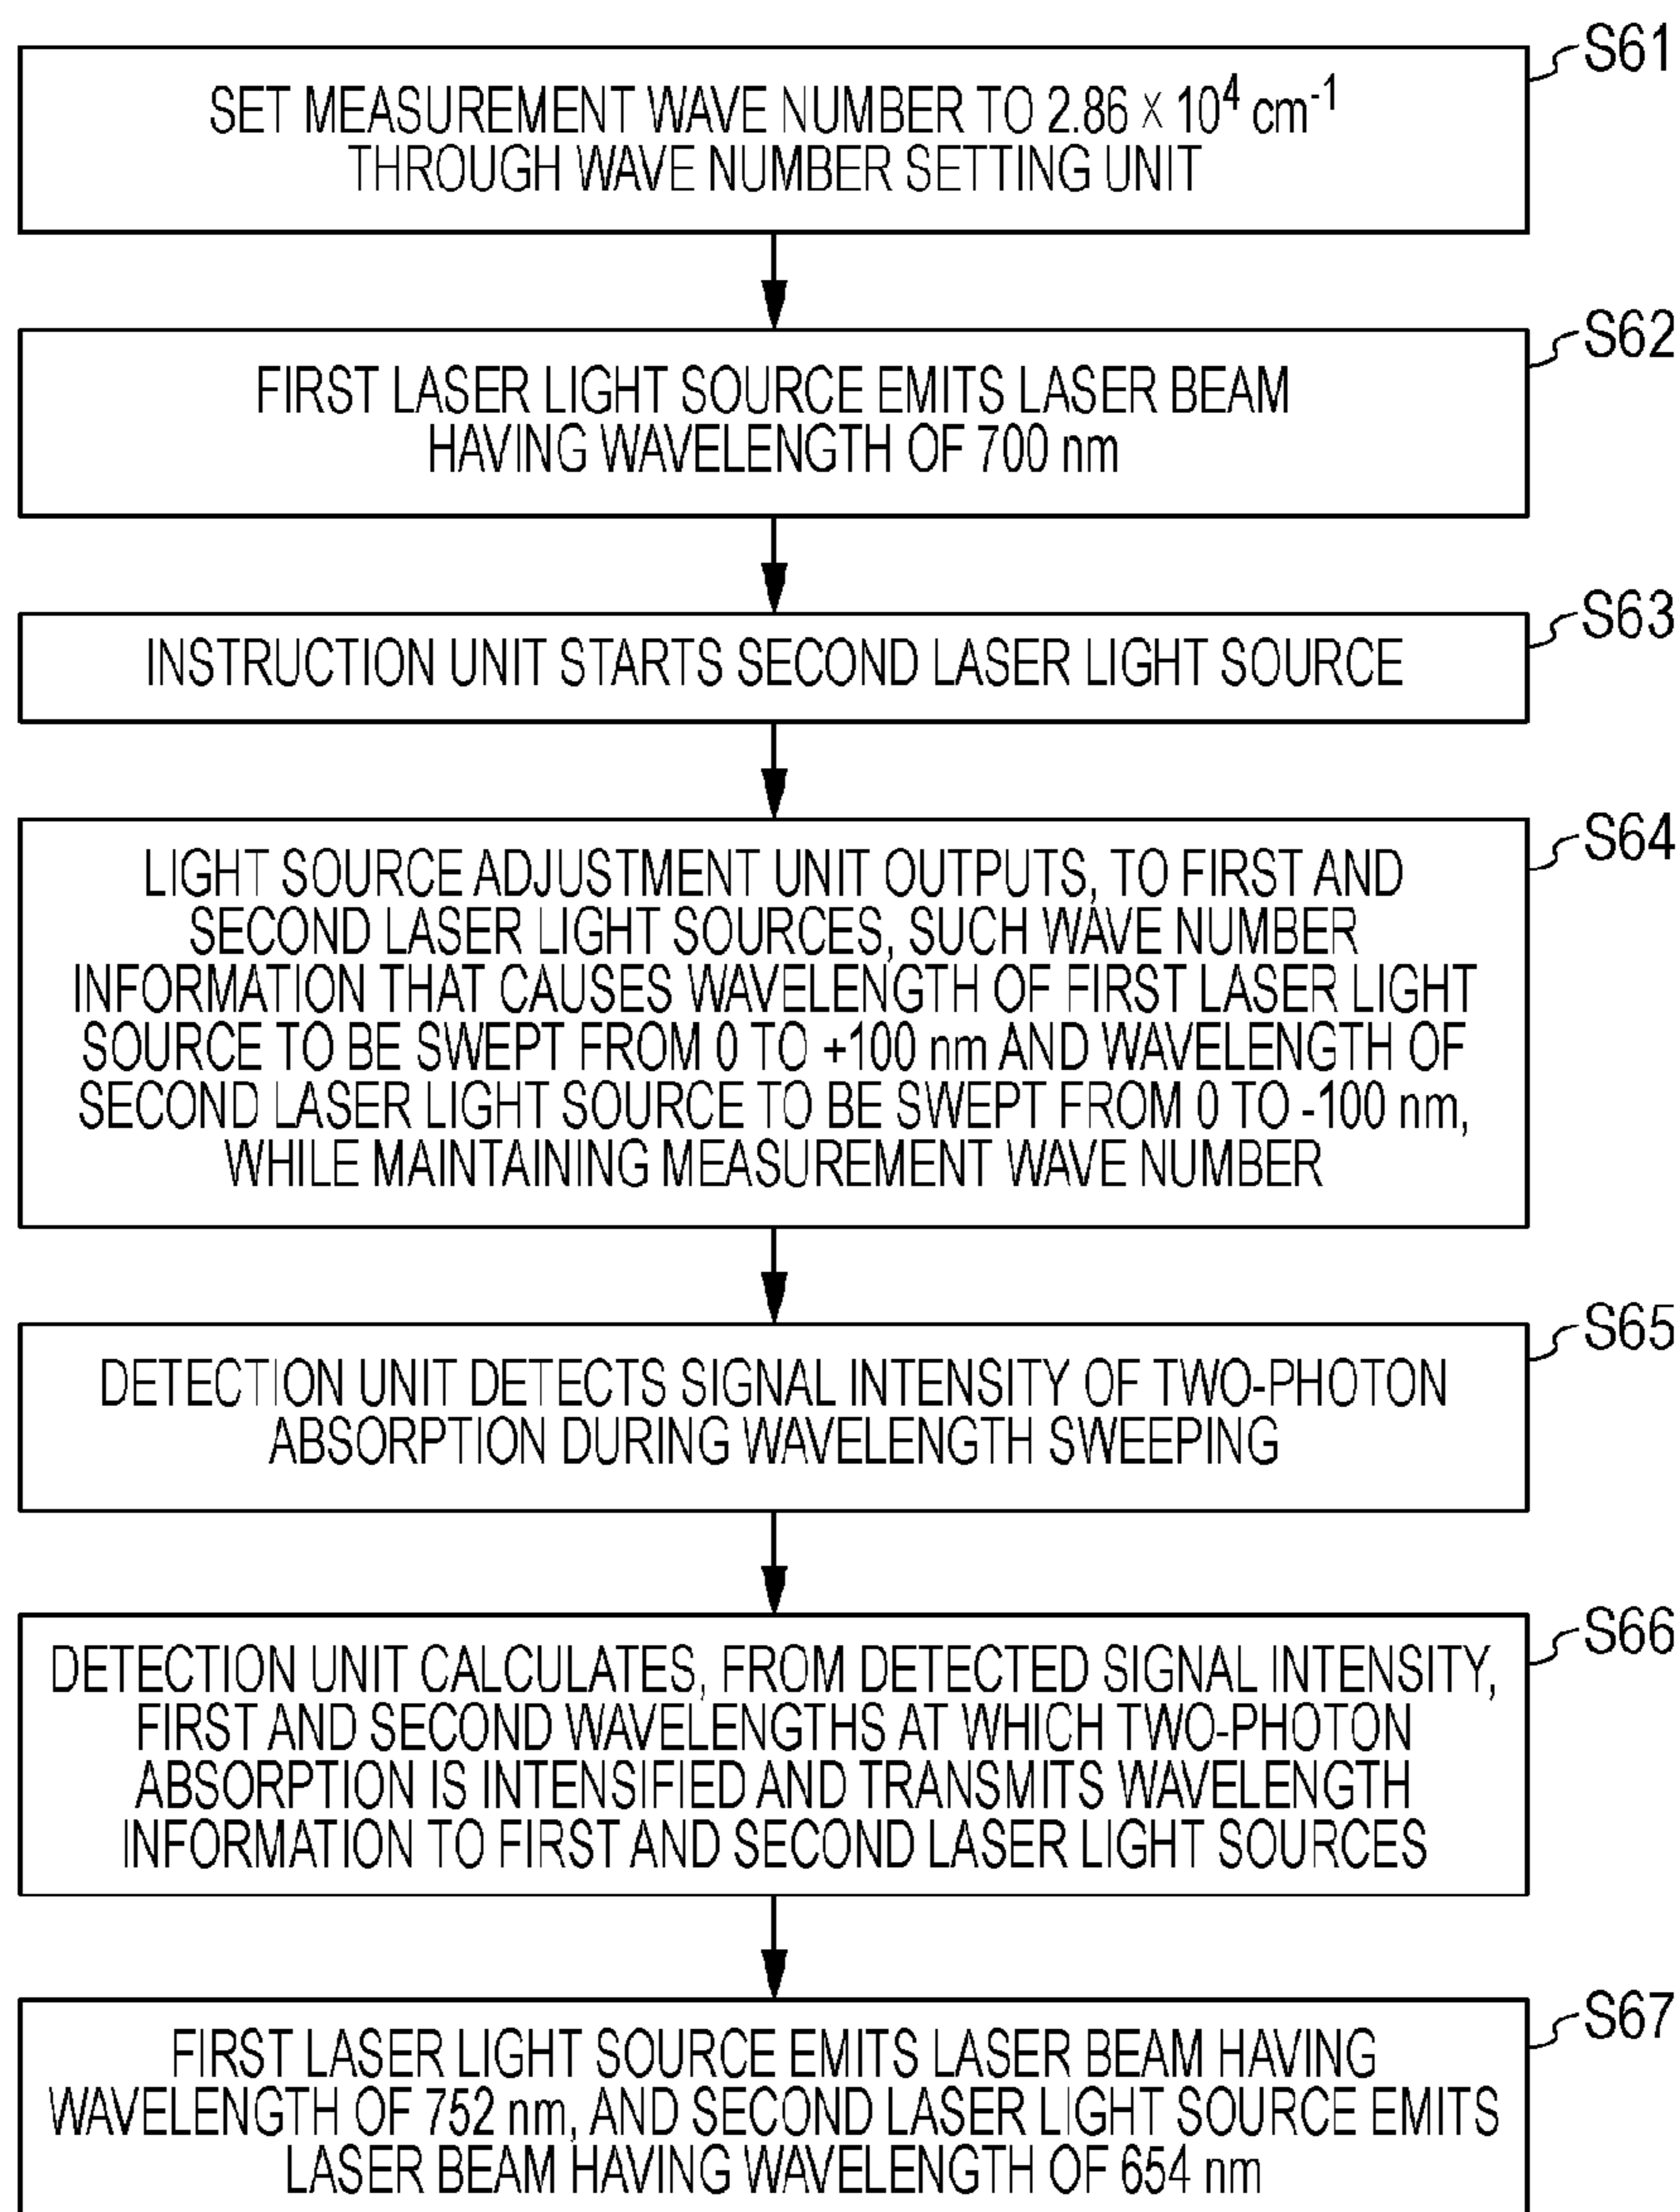 S61
SET MEASUREMENT WAVE NUMBER TO 2.86 × 10⁴ cm⁻¹
THROUGH WAVE NUMBER SETTING UNIT
S62
FIRST LASER LIGHT SOURCE EMITS LASER BEAM
HAVING WAVELENGTH OF 700 nm
S63
INSTRUCTION UNIT STARTS SECOND LASER LIGHT SOURCE
S64
LIGHT SOURCE ADJUSTMENT UNIT OUTPUTS, TO FIRST AND
SECOND LASER LIGHT SOURCES, SUCH WAVE NUMBER
INFORMATION THAT CAUSES WAVELENGTH OF FIRST LASER LIGHT
SOURCE TO BE SWEPT FROM 0 TO +100 nm AND WAVELENGTH OF
SECOND LASER LIGHT SOURCE TO BE SWEPT FROM 0 TO -100 nm,
WHILE MAINTAINING MEASUREMENT WAVE NUMBER
S65
DETECTION UNIT DETECTS SIGNAL INTENSITY OF TWO-PHOTON
ABSORPTION DURING WAVELENGTH SWEEPING
S66
DETECTION UNIT CALCULATES, FROM DETECTED SIGNAL INTENSITY,
FIRST AND SECOND WAVELENGTHS AT WHICH TWO-PHOTON
ABSORPTION IS INTENSIFIED AND TRANSMITS WAVELENGTH
INFORMATION TO FIRST AND SECOND LASER LIGHT SOURCES
S67
FIRST LASER LIGHT SOURCE EMITS LASER BEAM HAVING
WAVELENGTH OF 752 nm, AND SECOND LASER LIGHT SOURCE EMITS
LASER BEAM HAVING WAVELENGTH OF 654 nm